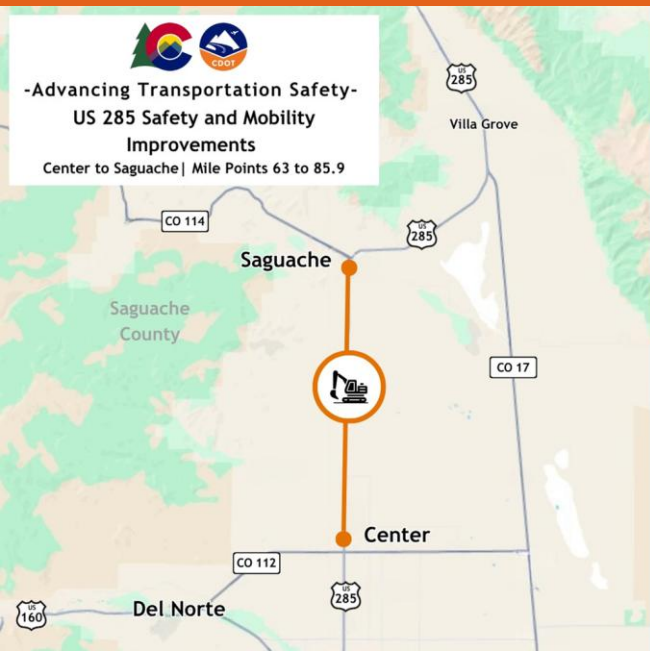 CDOT
-Advancing Transportation Safety-
US 285 Safety and Mobility
Improvements
Center to Saguache| Mile Points 63 to 85.9
US
285
Villa Grove
CO 114
US
285
Saguache
Saguache
County
CO 17
Center
CO 112
US
285
US
160
Del Norte